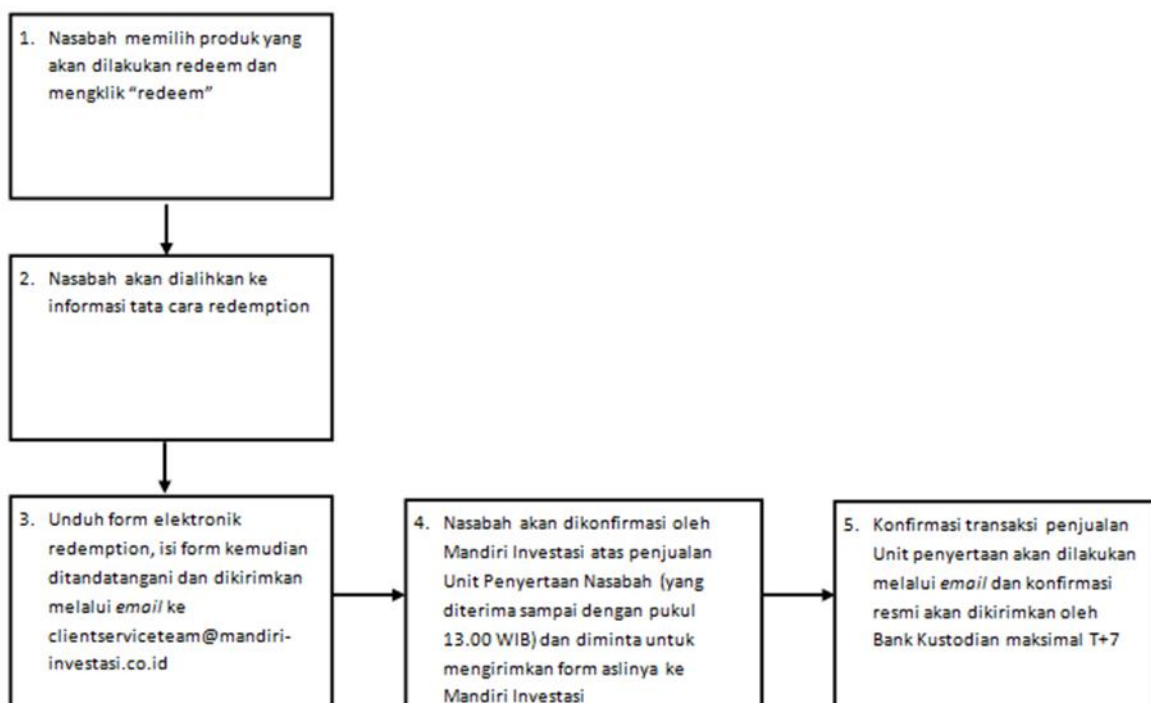 1. Nasabah memilih produk yang
akan dilakukan redeem dan
mengklik “redeem”
2. Nasabah akan dialihkan ke
informasi tata cara redemption
3. Unduh form elektronik
redemption, isi form kemudian
ditandatangani dan dikirimkan
melalui email ke
clientserviceteam@mandiri-
investasi.co.id
4. Nasabah akan dikonfirmasi oleh
Mandiri Investasi atas penjualan
Unit Penyertaan Nasabah (yang
diterima sampai dengan pukul
13.00 WIB) dan diminta untuk
mengirimkan form aslinya ke
Mandiri Investasi
5. Konfirmasi transaksi penjualan
Unit penyertaan akan dilakukan
melalui email dan konfirmasi
resmi akan dikirimkan oleh
Bank Kustodian maksimal T+7